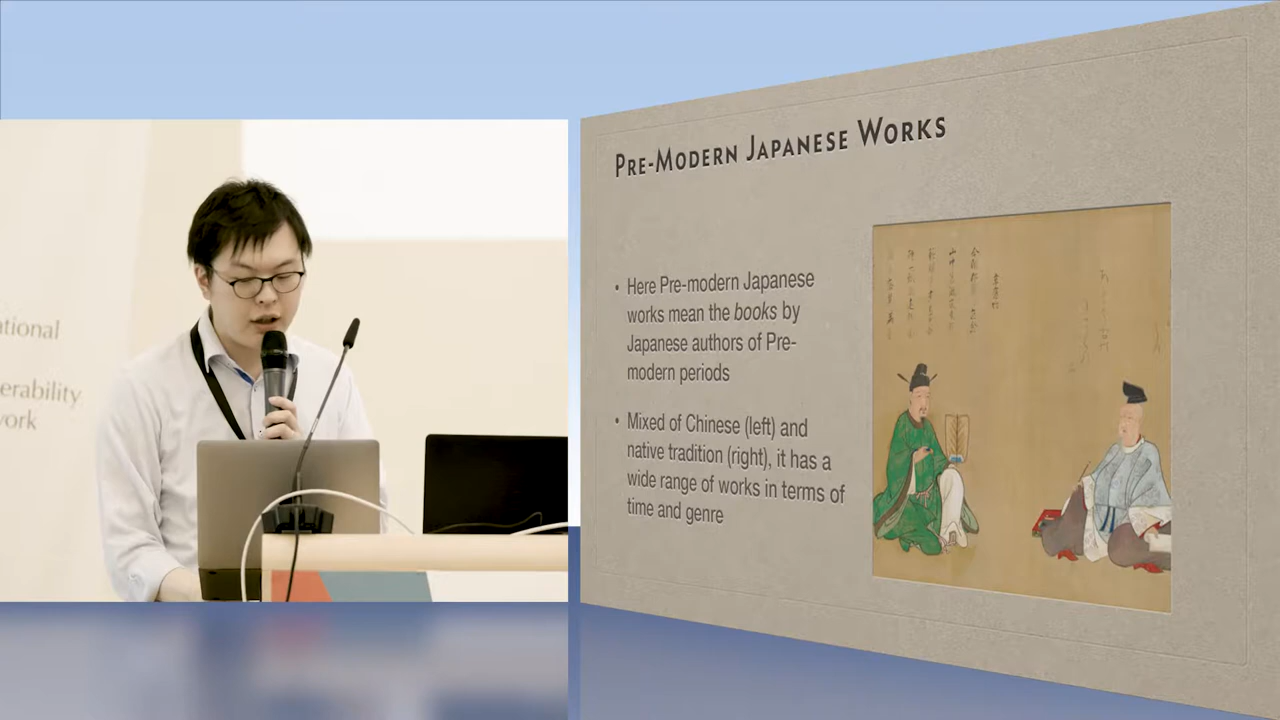 ational
erability
work
PRE-MODERN JAPANESE WORKS
• Here Pre-modern Japanese
works mean the books by
Japanese authors of Pre-
modern periods
• Mixed of Chinese (left) and
native tradition (right), it has a
wide range of works in terms of
time and genre